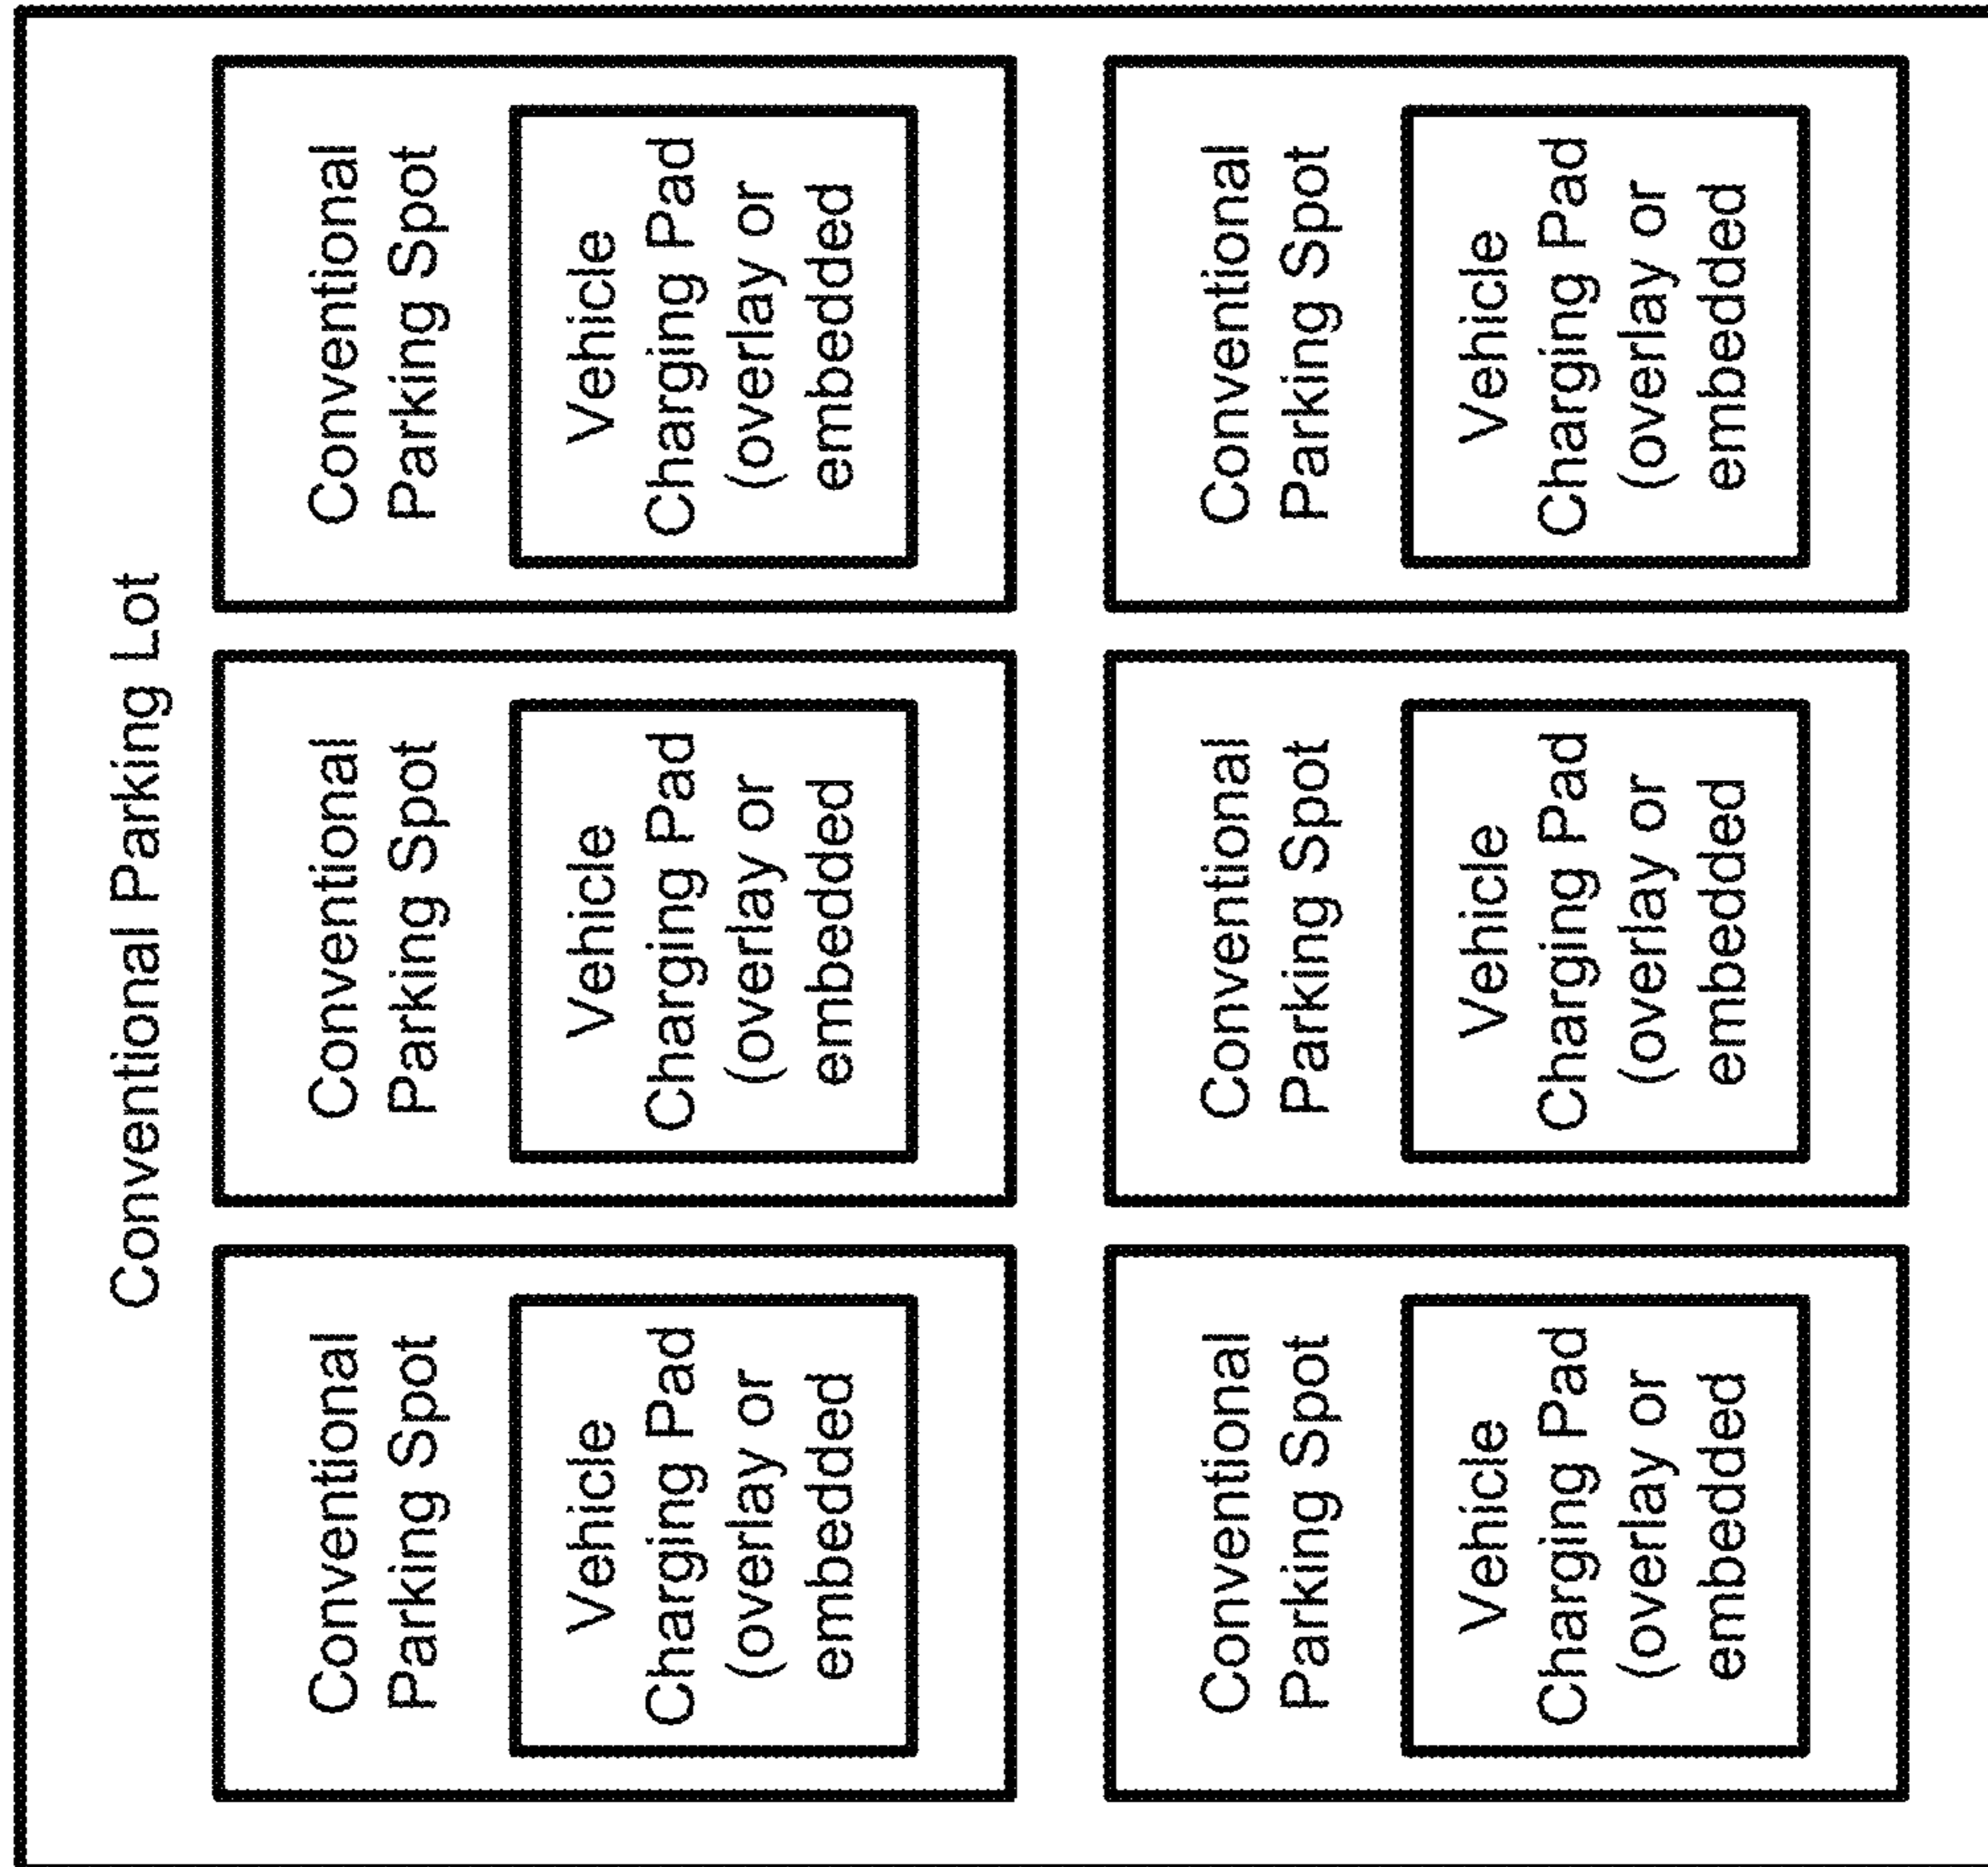 Conventional Parking Lot
Conventional
Parking Spot
Vehicle
Charging Pad
(overlay or
embedded
Conventional
Parking Spot
Vehicle
Charging Pad
(overlay or
embedded
Conventional
Parking Spot
Vehicle
Charging Pad
(overlay or
embedded
Conventional
Parking Spot
Vehicle
Charging Pad
(overlay or
embedded
Conventional
Parking Spot
Vehicle
Charging Pad
(overlay or
embedded
Conventional
Parking Spot
Vehicle
Charging Pad
(overlay or
embedded